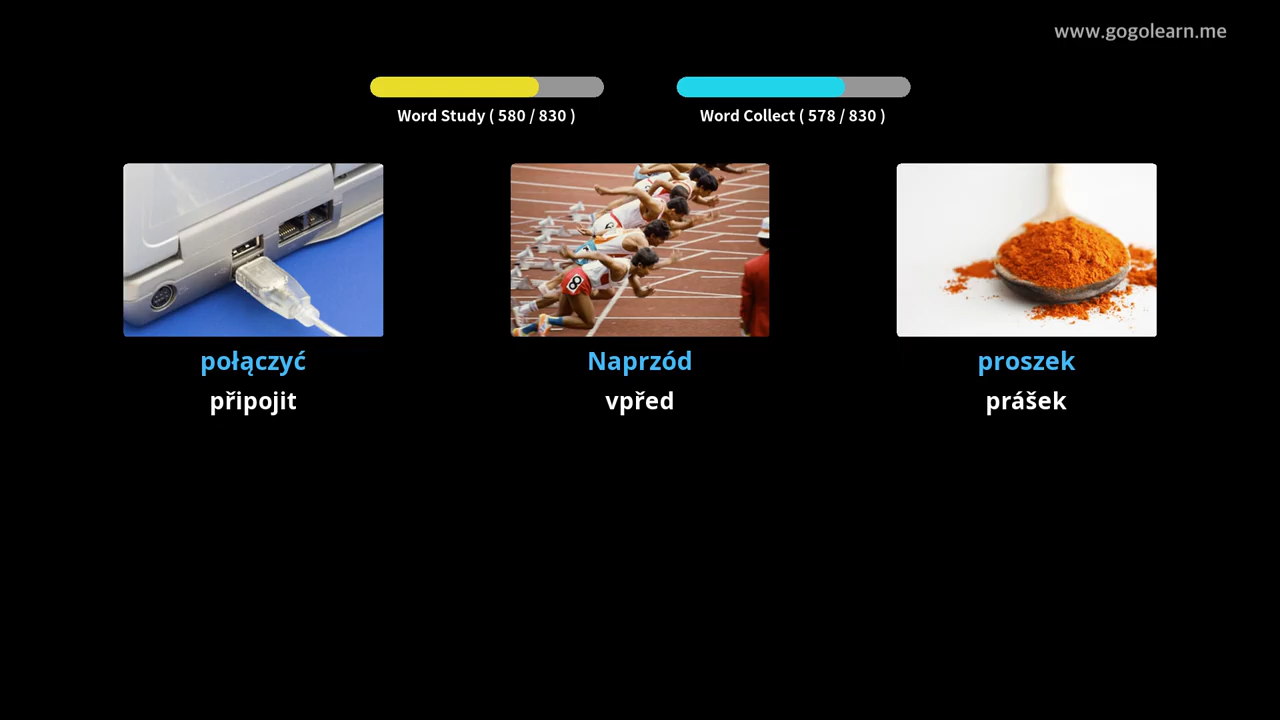 www.gogolearn.me
Word Study ( 580 / 830 )
Word Collect ( 578 / 830 )
połączyć
Naprzód
proszek
připojit
vpřed
prášek